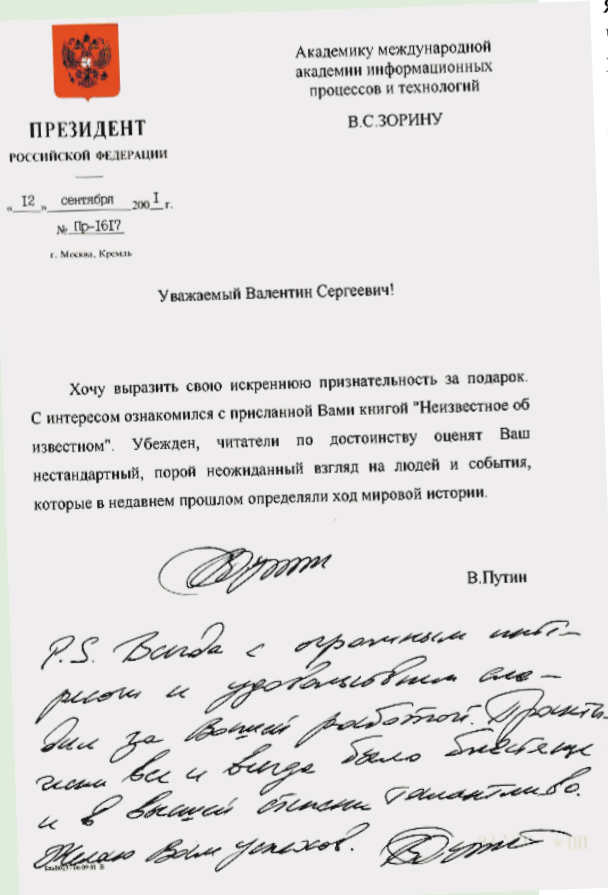 Академику международной
академии информационных
процессов и технологий
В.С.ЗОРИНУ
ПРЕЗИДЕНТ
РОССИЙСКОЙ ФЕДЕРАЦИИ
"12" сентября 2001 г.
№ Пр-1617
г. Москва, Кремль
Уважаемый Валентин Сергеевич!
Хочу выразить свою искреннюю признательность за подарок.
С интересом ознакомился с присланной Вами книгой "Неизвестное об
известном". Убежден, читатели по достоинству оценят Ваш
нестандартный, порой неожиданный взгляд на людей и события,
которые в недавнем прошлом определяли ход мировой истории.
В.Путин
P.S. Всегда с огромным инте-
ресом и удовольствием сле-
дил за Вашей работой. Практи-
чески все и всегда было блестяще
и в высшей степени талантливо.
Желаю Вам успехов.